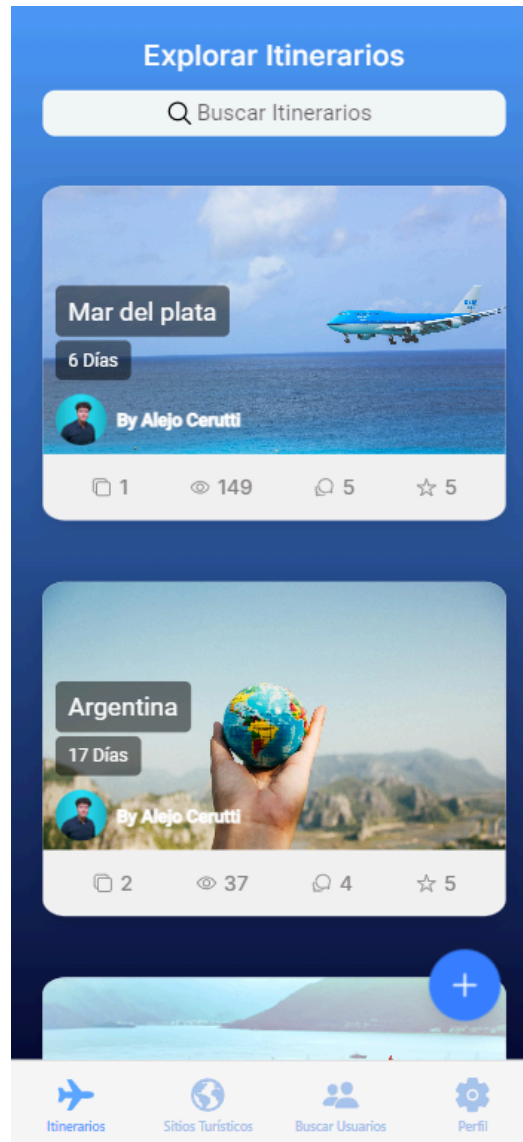 Explorar Itinerarios
Buscar Itinerarios
Mar del plata
6 Días
By Alejo Cerutti
1 149 5 5
Argentina
17 Días
By Alejo Cerutti
2 37 4 5
+
Itinerarios Sitios Turísticos Buscar Usuarios Perfil